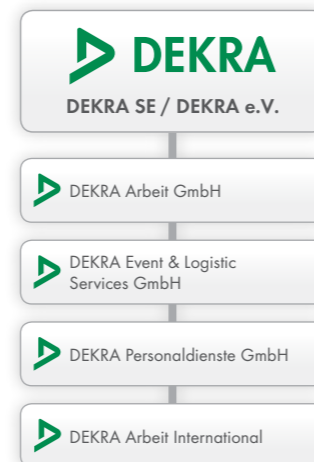 DEKRA
DEKRA SE / DEKRA e.V.
DEKRA Arbeit GmbH
DEKRA Event & Logistic
Services GmbH
DEKRA Personaldienste GmbH
DEKRA Arbeit International